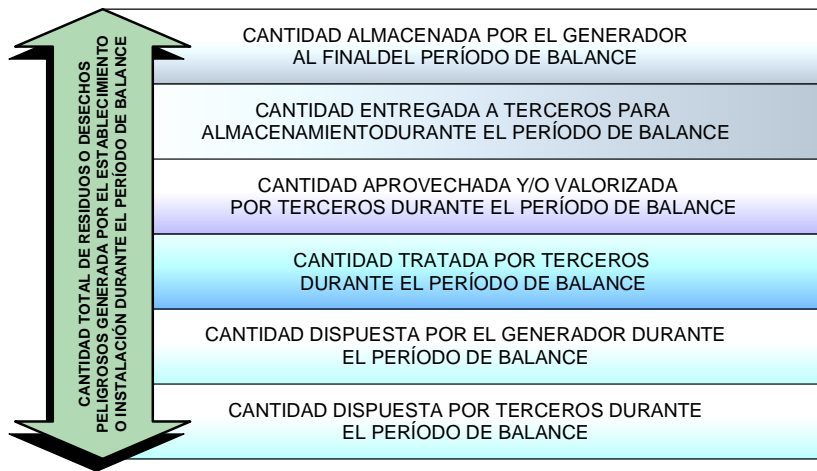 CANTIDAD TOTAL DE RESIDUOS O DESECHOS
PELIGROSOS GENERADA POR EL ESTABLECIMIENTO
O INSTALACIÓN DURANTE EL PERÍODO DE BALANCE
CANTIDAD ALMACENADA POR EL GENERADOR
AL FINALDEL PERÍODO DE BALANCE
CANTIDAD ENTREGADA A TERCEROS PARA
ALMACENAMIENTODURANTE EL PERÍODO DE BALANCE
CANTIDAD APROVECHADA Y/O VALORIZADA
POR TERCEROS DURANTE EL PERÍODO DE BALANCE
CANTIDAD TRATADA POR TERCEROS
DURANTE EL PERÍODO DE BALANCE
CANTIDAD DISPUESTA POR EL GENERADOR DURANTE
EL PERÍODO DE BALANCE
CANTIDAD DISPUESTA POR TERCEROS DURANTE
EL PERÍODO DE BALANCE